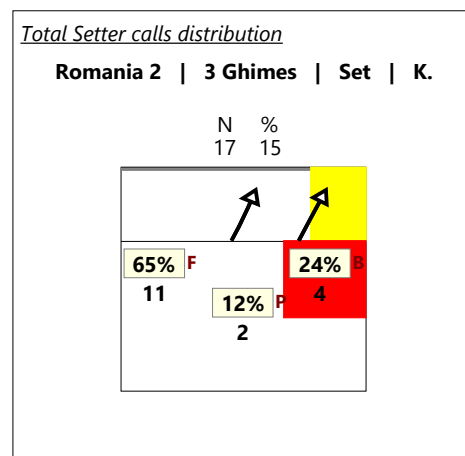 Total Setter calls distribution
Romania 2 | 3 Ghimes | Set | K.
N %
17 15
65% F 24% B
11 4
12% P
2